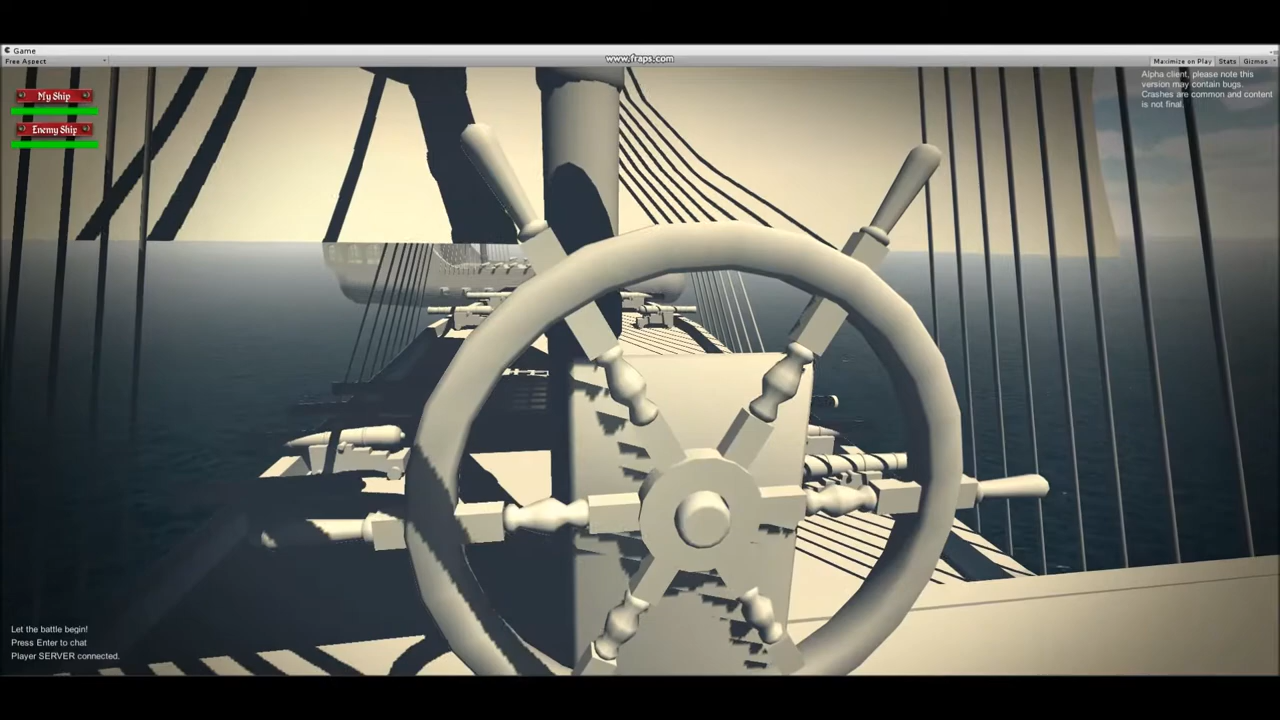 Game
Free Aspect
www.fraps.com
Maximize on Play Stats Gizmos
Alpha client, please note this
version may contain bugs.
Crashes are common and content
is not final.
My Ship
Enemy Ship
Let the battle begin!
Press Enter to chat
Player SERVER connected.